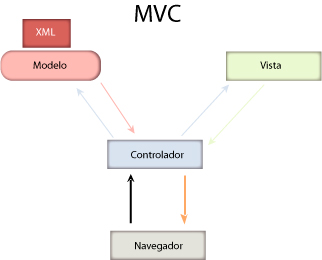 MVC
XML
Modelo
Vista
Controlador
Navegador